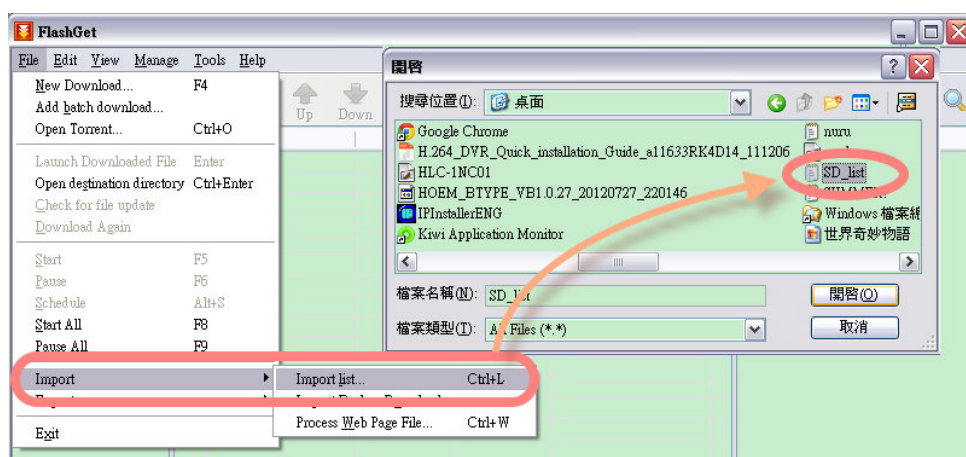 FlashGet
File Edit View Manage Tools Help
New Download... F4
Add batch download...
Open Torrent... Ctrl+O
Launch Downloaded File Enter
Open destination directory Ctrl+Enter
Check for file update
Download Again
Start F5
Pause F6
Schedule Alt+S
Start All F8
Pause All F9
Import
Exit
Import list... Ctrl+L
Process Web Page File... Ctrl+W
Up Down
開啓
搜尋位置(I): 桌面
Google Chrome
H.264_DVR_Quick_installation_Guide_a11633RK4D14_111206
HLC-1NC01
HOEM_BTYPE_VB1.0.27_20120727_220146
IPInstallerENG
Kiwi Application Monitor
nuru
SD_list
Windows 檔案總
世界奇妙物語
檔案名稱(N): SD_list
開啓(O)
檔案類型(T): All Files (*.*)
取消